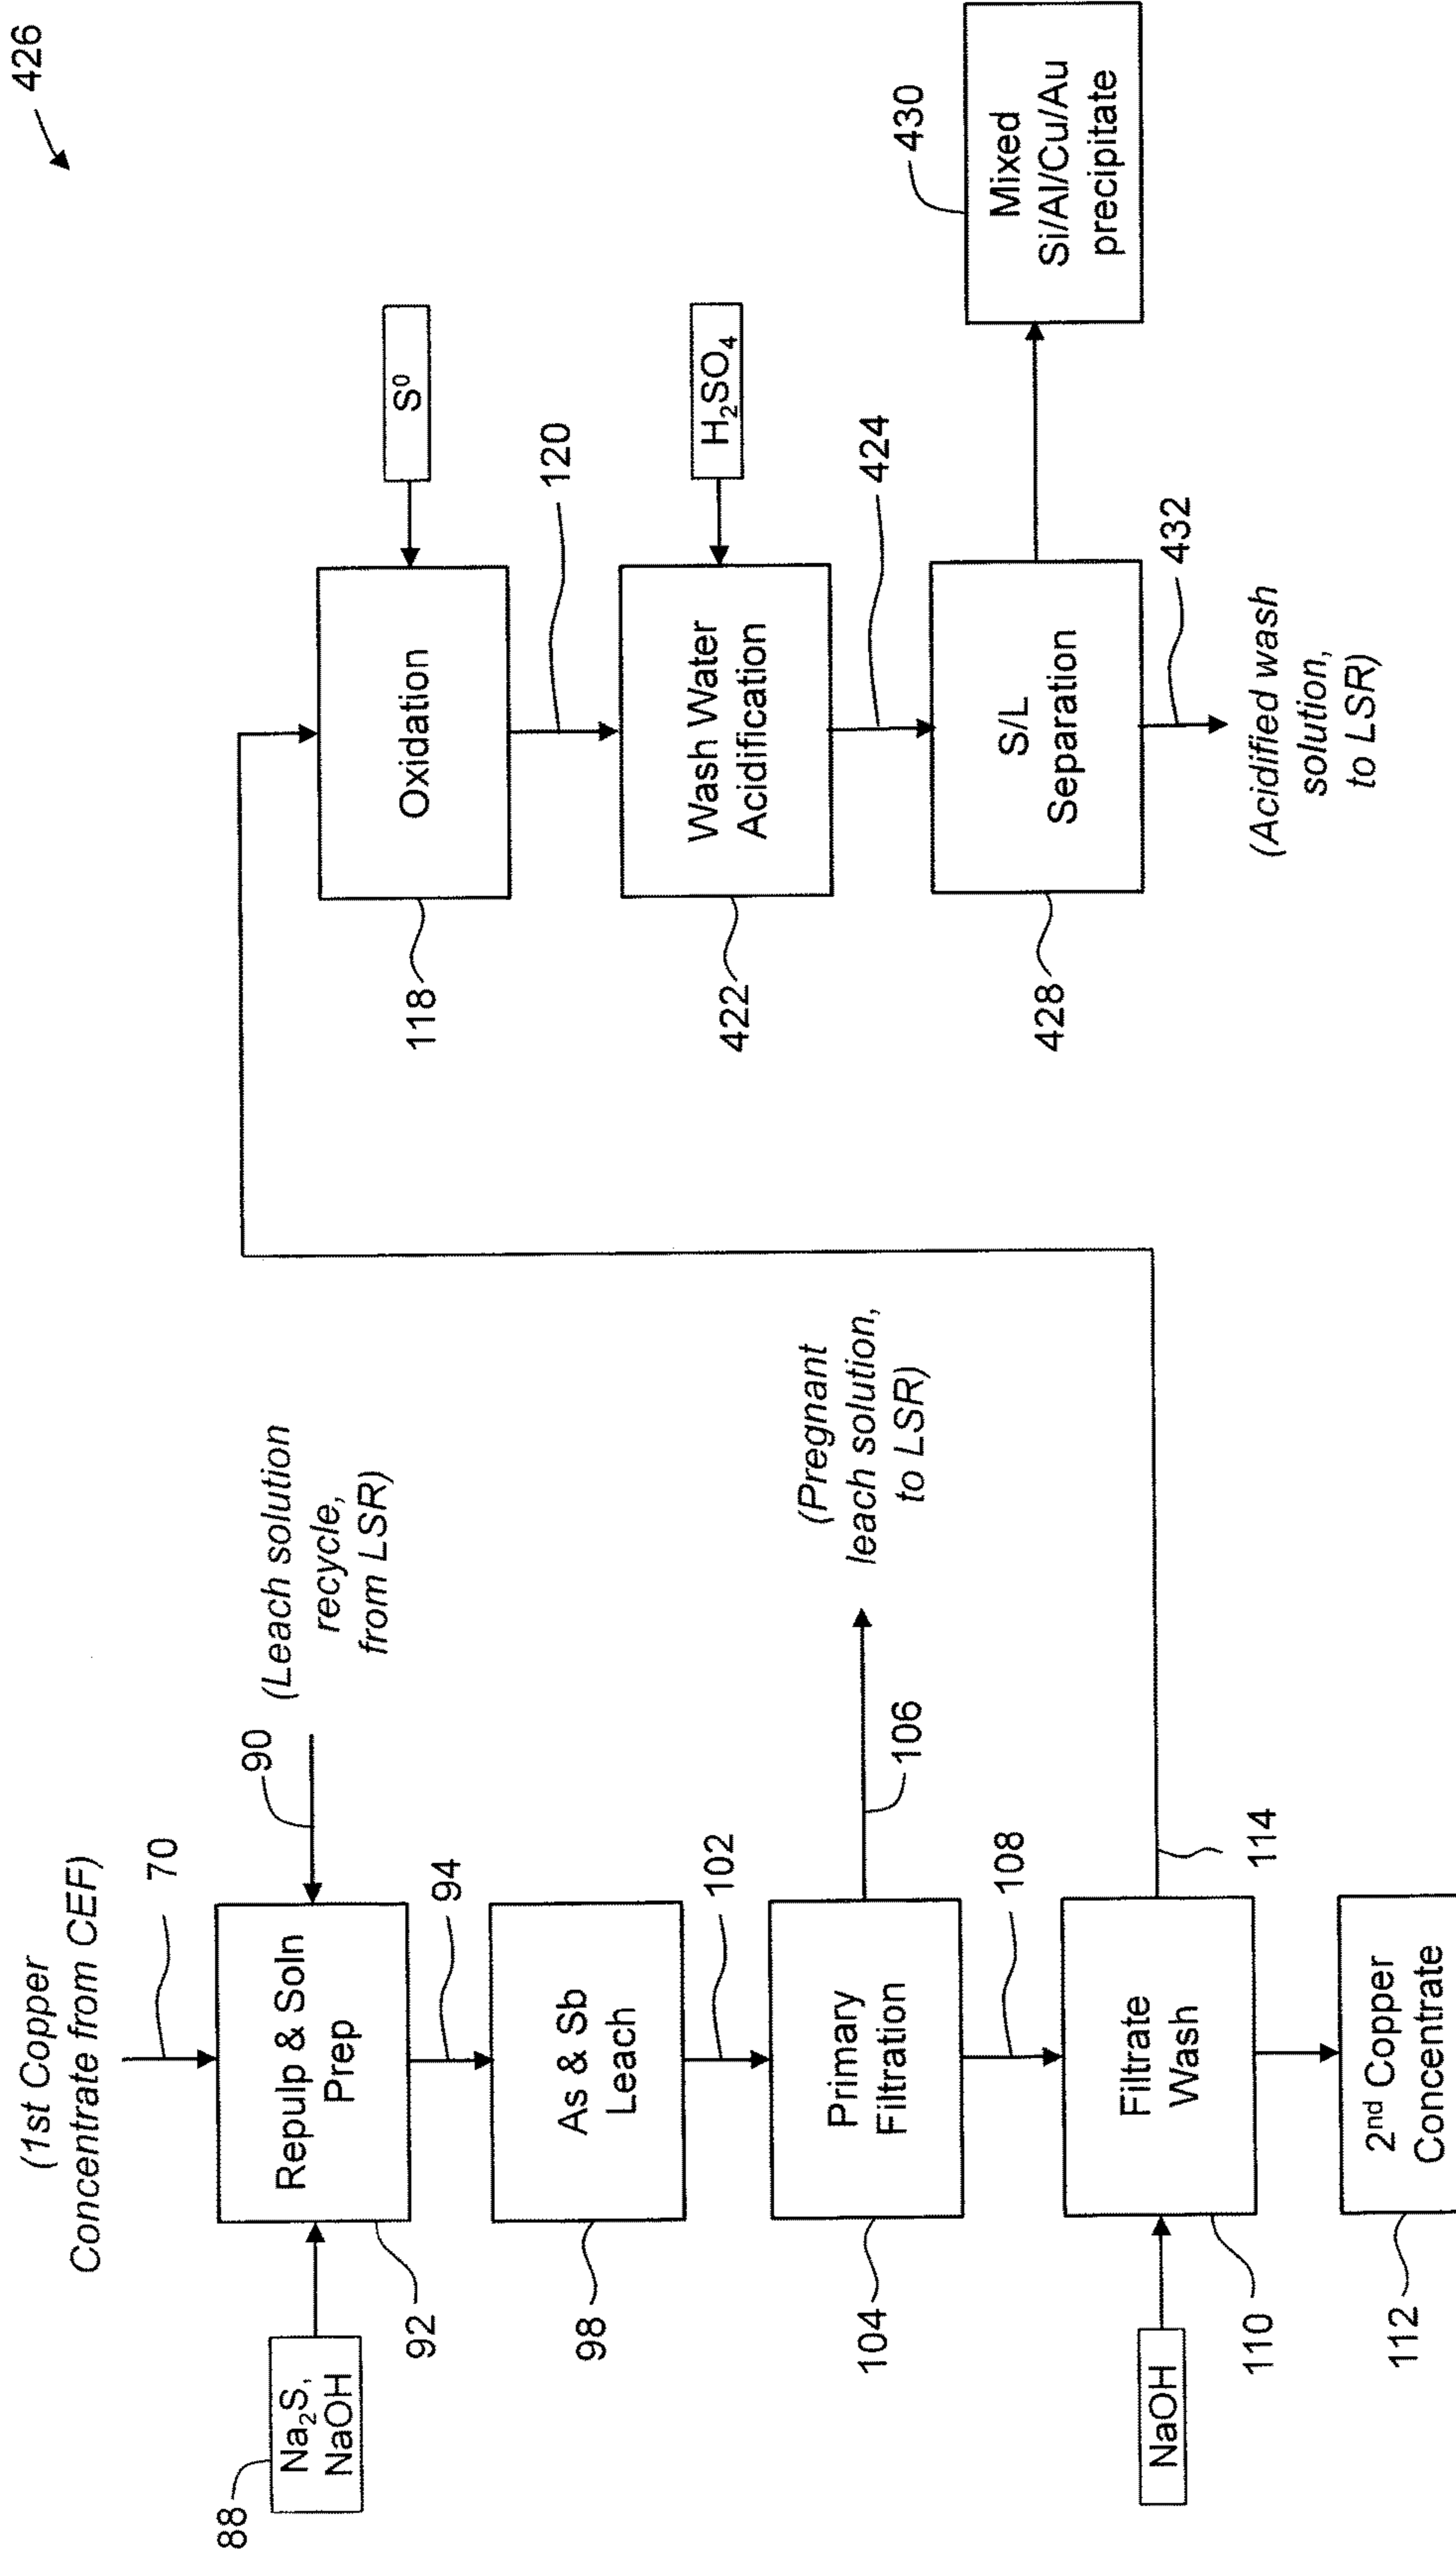 426
(1st Copper
Concentrate from CEF)
70
88
Na₂S,
NaOH
92
Repulp & Soln
Prep
90
(Leach solution
recycle,
from LSR)
94
98
As & Sb
Leach
102
104
Primary
Filtration
106
(Pregnant
leach solution,
to LSR)
108
NaOH
110
Filtrate
Wash
114
112
2nd Copper
Concentrate
118
Oxidation
S⁰
120
422
Wash Water
Acidification
H₂SO₄
424
428
S/L
Separation
430
Mixed
Si/Al/Cu/Au
precipitate
432
(Acidified wash
solution,
to LSR)